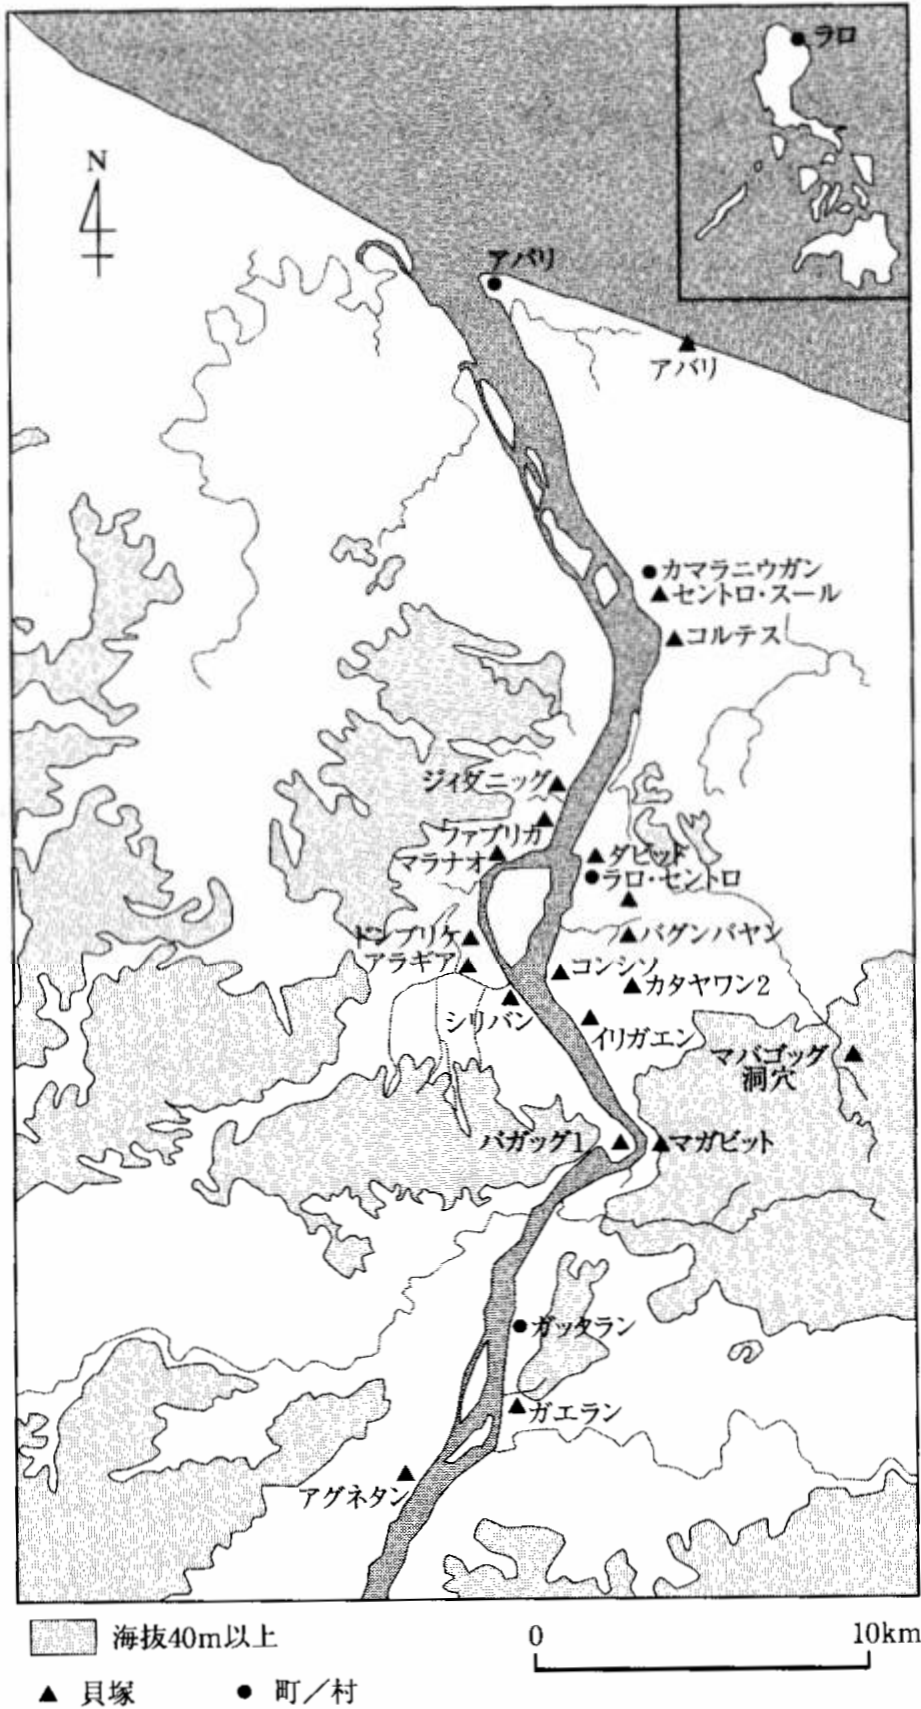 ラロ
N
アパリ
アバリ
カマラニウガン
セントロ・スール
コルテス
ジィダニッグ
ファブリカ
マラナオ
ダビッド
ラロ・セントロ
ドンブリケ
バグンバヤン
アラギア
コンシソ
カタヤワン2
シリバン
イリガエン
マバゴッグ
洞穴
バガッグ1
マガピット
ガッタラン
ガエラン
アグネタン
海抜40m以上
0
10km
貝塚
町／村